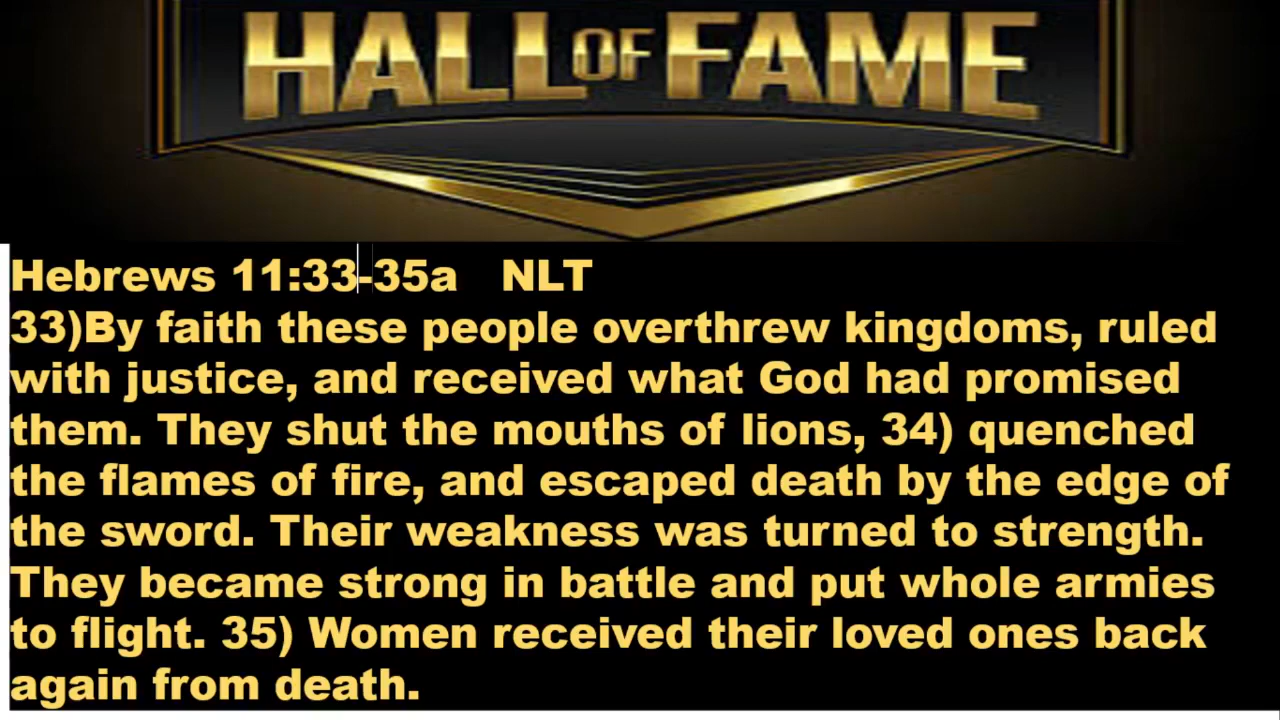 HALL OF FAME
Hebrews 11:33-35a NLT
33)By faith these people overthrew kingdoms, ruled
with justice, and received what God had promised
them. They shut the mouths of lions, 34) quenched
the flames of fire, and escaped death by the edge of
the sword. Their weakness was turned to strength.
They became strong in battle and put whole armies
to flight. 35) Women received their loved ones back
again from death.